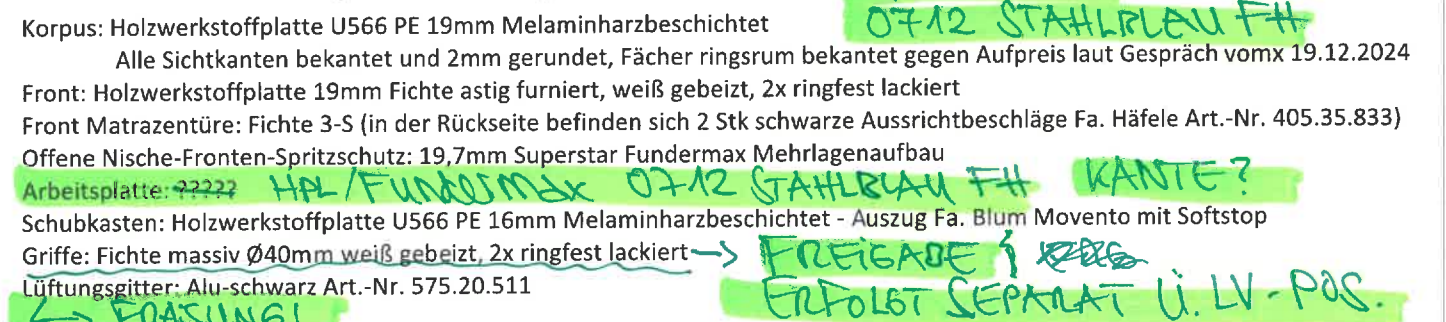 Korpus: Holzwerkstoffplatte U566 PE 19mm Melaminharzbeschichtet 0712 STAHLBLAU FH
Alle Sichtkanten bekantet und 2mm gerundet, Fächer ringsrum bekantet gegen Aufpreis laut Gespräch vomx 19.12.2024
Front: Holzwerkstoffplatte 19mm Fichte astig furniert, weiß gebeizt, 2x ringfest lackiert
Front Matrazentüre: Fichte 3-S (in der Rückseite befinden sich 2 Stk schwarze Aussrichtbeschläge Fa. Häfele Art.-Nr. 405.35.833)
Offene Nische-Fronten-Spritzschutz: 19,7mm Superstar Fundermax Mehrlagenaufbau
Arbeitsplatte: ????? HPL/FUNDERMAX 0712 STAHLBLAU FH KANTE?
Schubkasten: Holzwerkstoffplatte U566 PE 16mm Melaminharzbeschichtet - Auszug Fa. Blum Movento mit Softstop
Griffe: Fichte massiv Ø40mm weiß gebeizt, 2x ringfest lackiert → FREIGABE
Lüftungsgitter: Alu-schwarz Art.-Nr. 575.20.511 ERFOLGT SEPARAT Ü. LV-POS.
↳ FRÄSUNG!